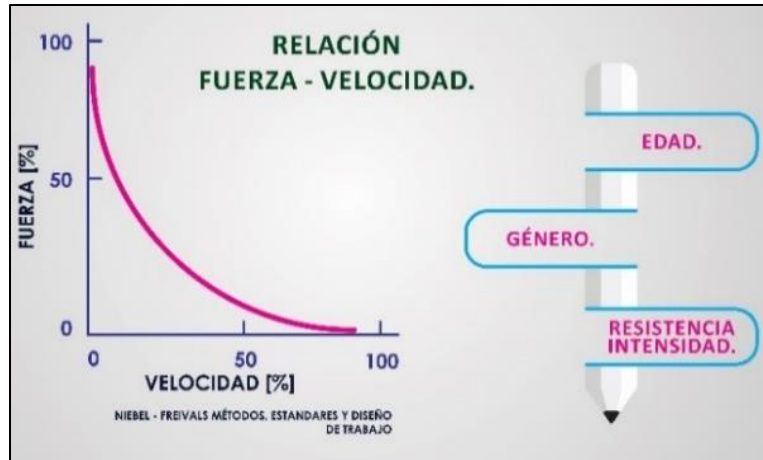 RELACIÓN
FUERZA - VELOCIDAD.
100
50
0
FUERZA [%]
0
50
100
VELOCIDAD [%]
NIEBEL - FREIVALS MÉTODOS, ESTANDARES Y DISEÑO
DE TRABAJO
EDAD.
GÉNERO.
RESISTENCIA
INTENSIDAD.